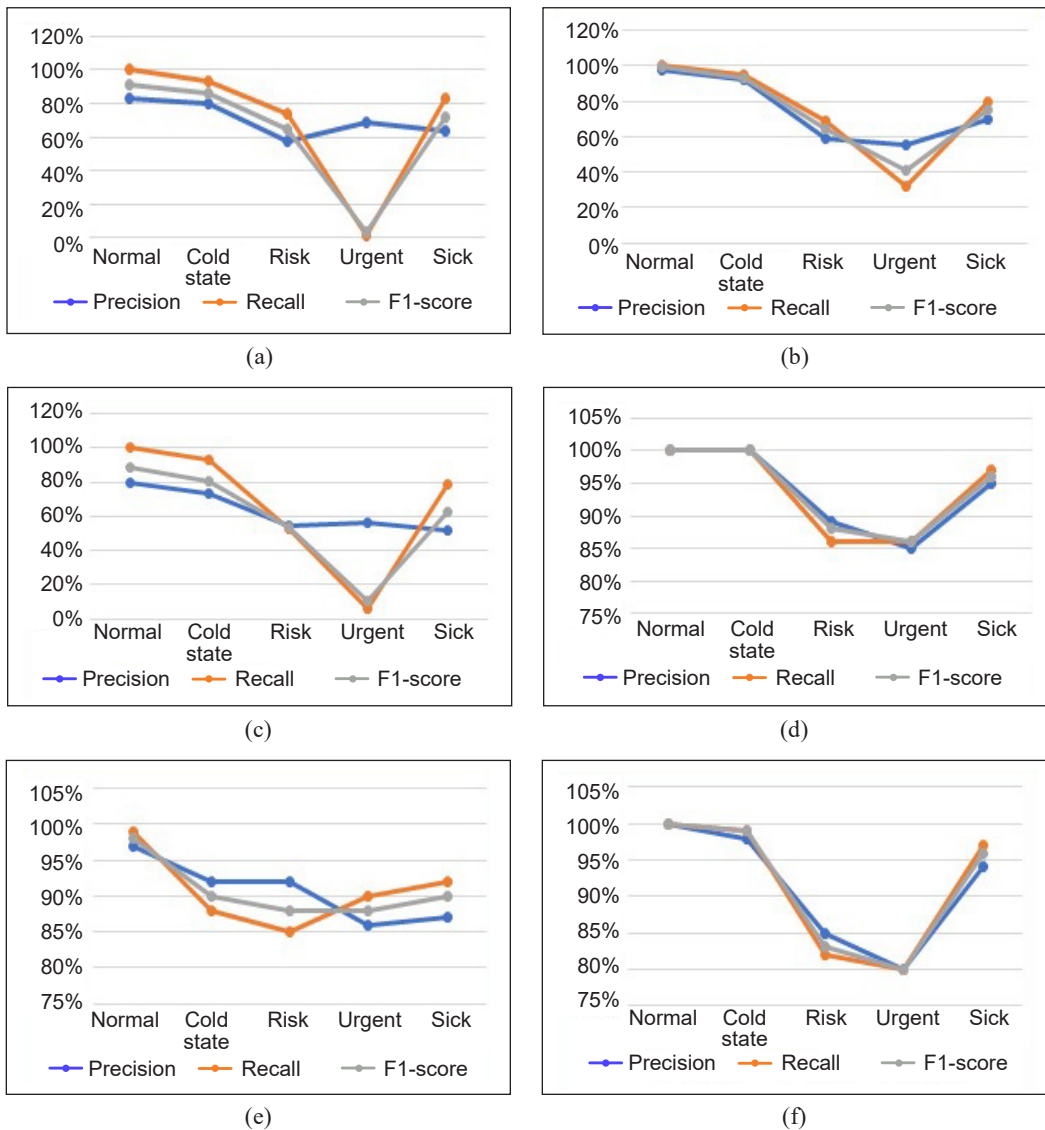 120%
100%
80%
60%
40%
20%
0%
Normal Cold state Risk Urgent Sick
Precision Recall F1-score
(a)
120%
100%
80%
60%
40%
20%
0%
Normal Cold state Risk Urgent Sick
Precision Recall F1-score
(b)
120%
100%
80%
60%
40%
20%
0%
Normal Cold state Risk Urgent Sick
Precision Recall F1-score
(c)
105%
100%
95%
90%
85%
80%
75%
Normal Cold state Risk Urgent Sick
Precision Recall F1-score
(d)
105%
100%
95%
90%
85%
80%
75%
Normal Cold state Risk Urgent Sick
Precision Recall F1-score
(e)
105%
100%
95%
90%
85%
80%
75%
Normal Cold state Risk Urgent Sick
Precision Recall F1-score
(f)